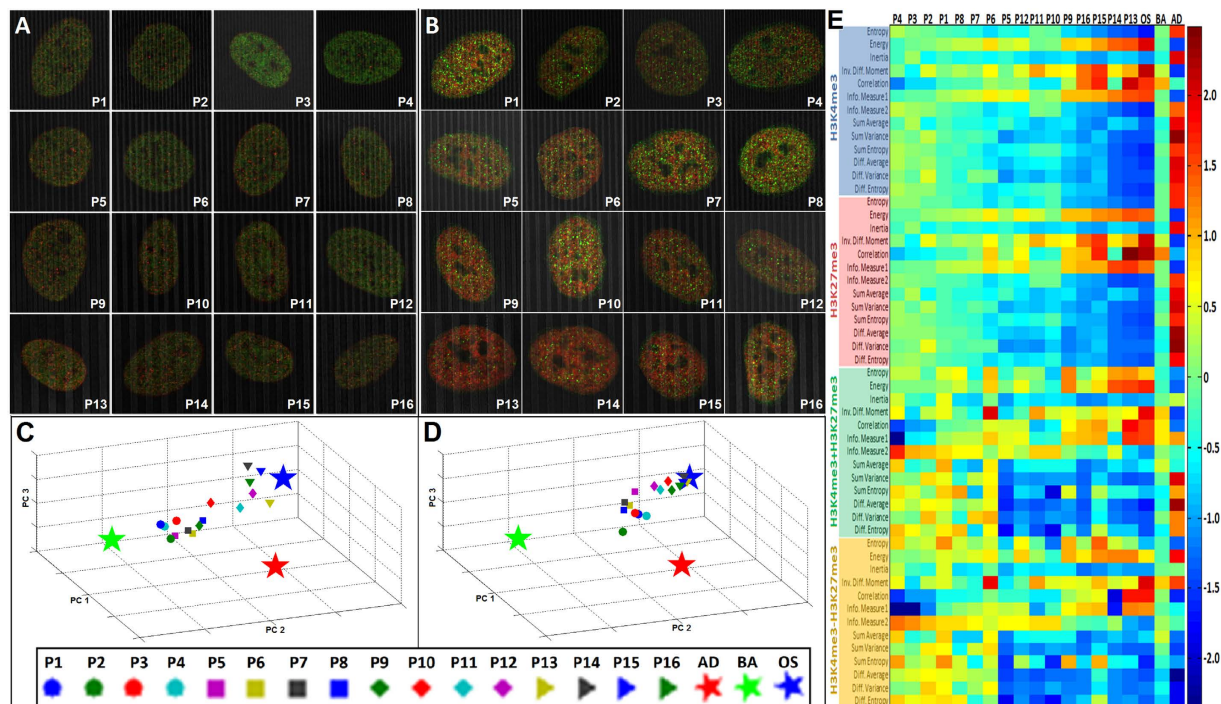 A
P1
P2
P3
P4
P5
P6
P7
P8
P9
P10
P11
P12
P13
P14
P15
P16
B
P1
P2
P3
P4
P5
P6
P7
P8
P9
P10
P11
P12
P13
P14
P15
P16
C
PC 3
PC 1
PC 2
D
PC 3
PC 1
PC 2
P1 P2 P3 P4 P5 P6 P7 P8 P9 P10 P11 P12 P13 P14 P15 P16 AD BA OS
E
P4 P3 P2 P1 P8 P7 P6 P5 P12 P11 P10 P9 P16 P15 P14 P13 OS BA AD
H3K4me3
Entropy
Energy
Inertia
Inv. Diff. Moment
Correlation
Info. Measure1
Info. Measure2
Sum Average
Sum Variance
Sum Entropy
Diff. Average
Diff. Variance
Diff. Entropy
H3K27me3
Entropy
Energy
Inertia
Inv. Diff. Moment
Correlation
Info. Measure1
Info. Measure2
Sum Average
Sum Variance
Sum Entropy
Diff. Average
Diff. Variance
Diff. Entropy
H3K4me3+H3K27me3
Entropy
Energy
Inertia
Inv. Diff. Moment
Correlation
Info. Measure1
Info. Measure2
Sum Average
Sum Variance
Sum Entropy
Diff. Average
Diff. Variance
Diff. Entropy
H3K4me3-H3K27me3
Entropy
Energy
Inertia
Inv. Diff. Moment
Correlation
Info. Measure1
Info. Measure2
Sum Average
Sum Variance
Sum Entropy
Diff. Average
Diff. Variance
Diff. Entropy
2.0
1.5
1.0
0.5
0
-0.5
-1.0
-1.5
-2.0